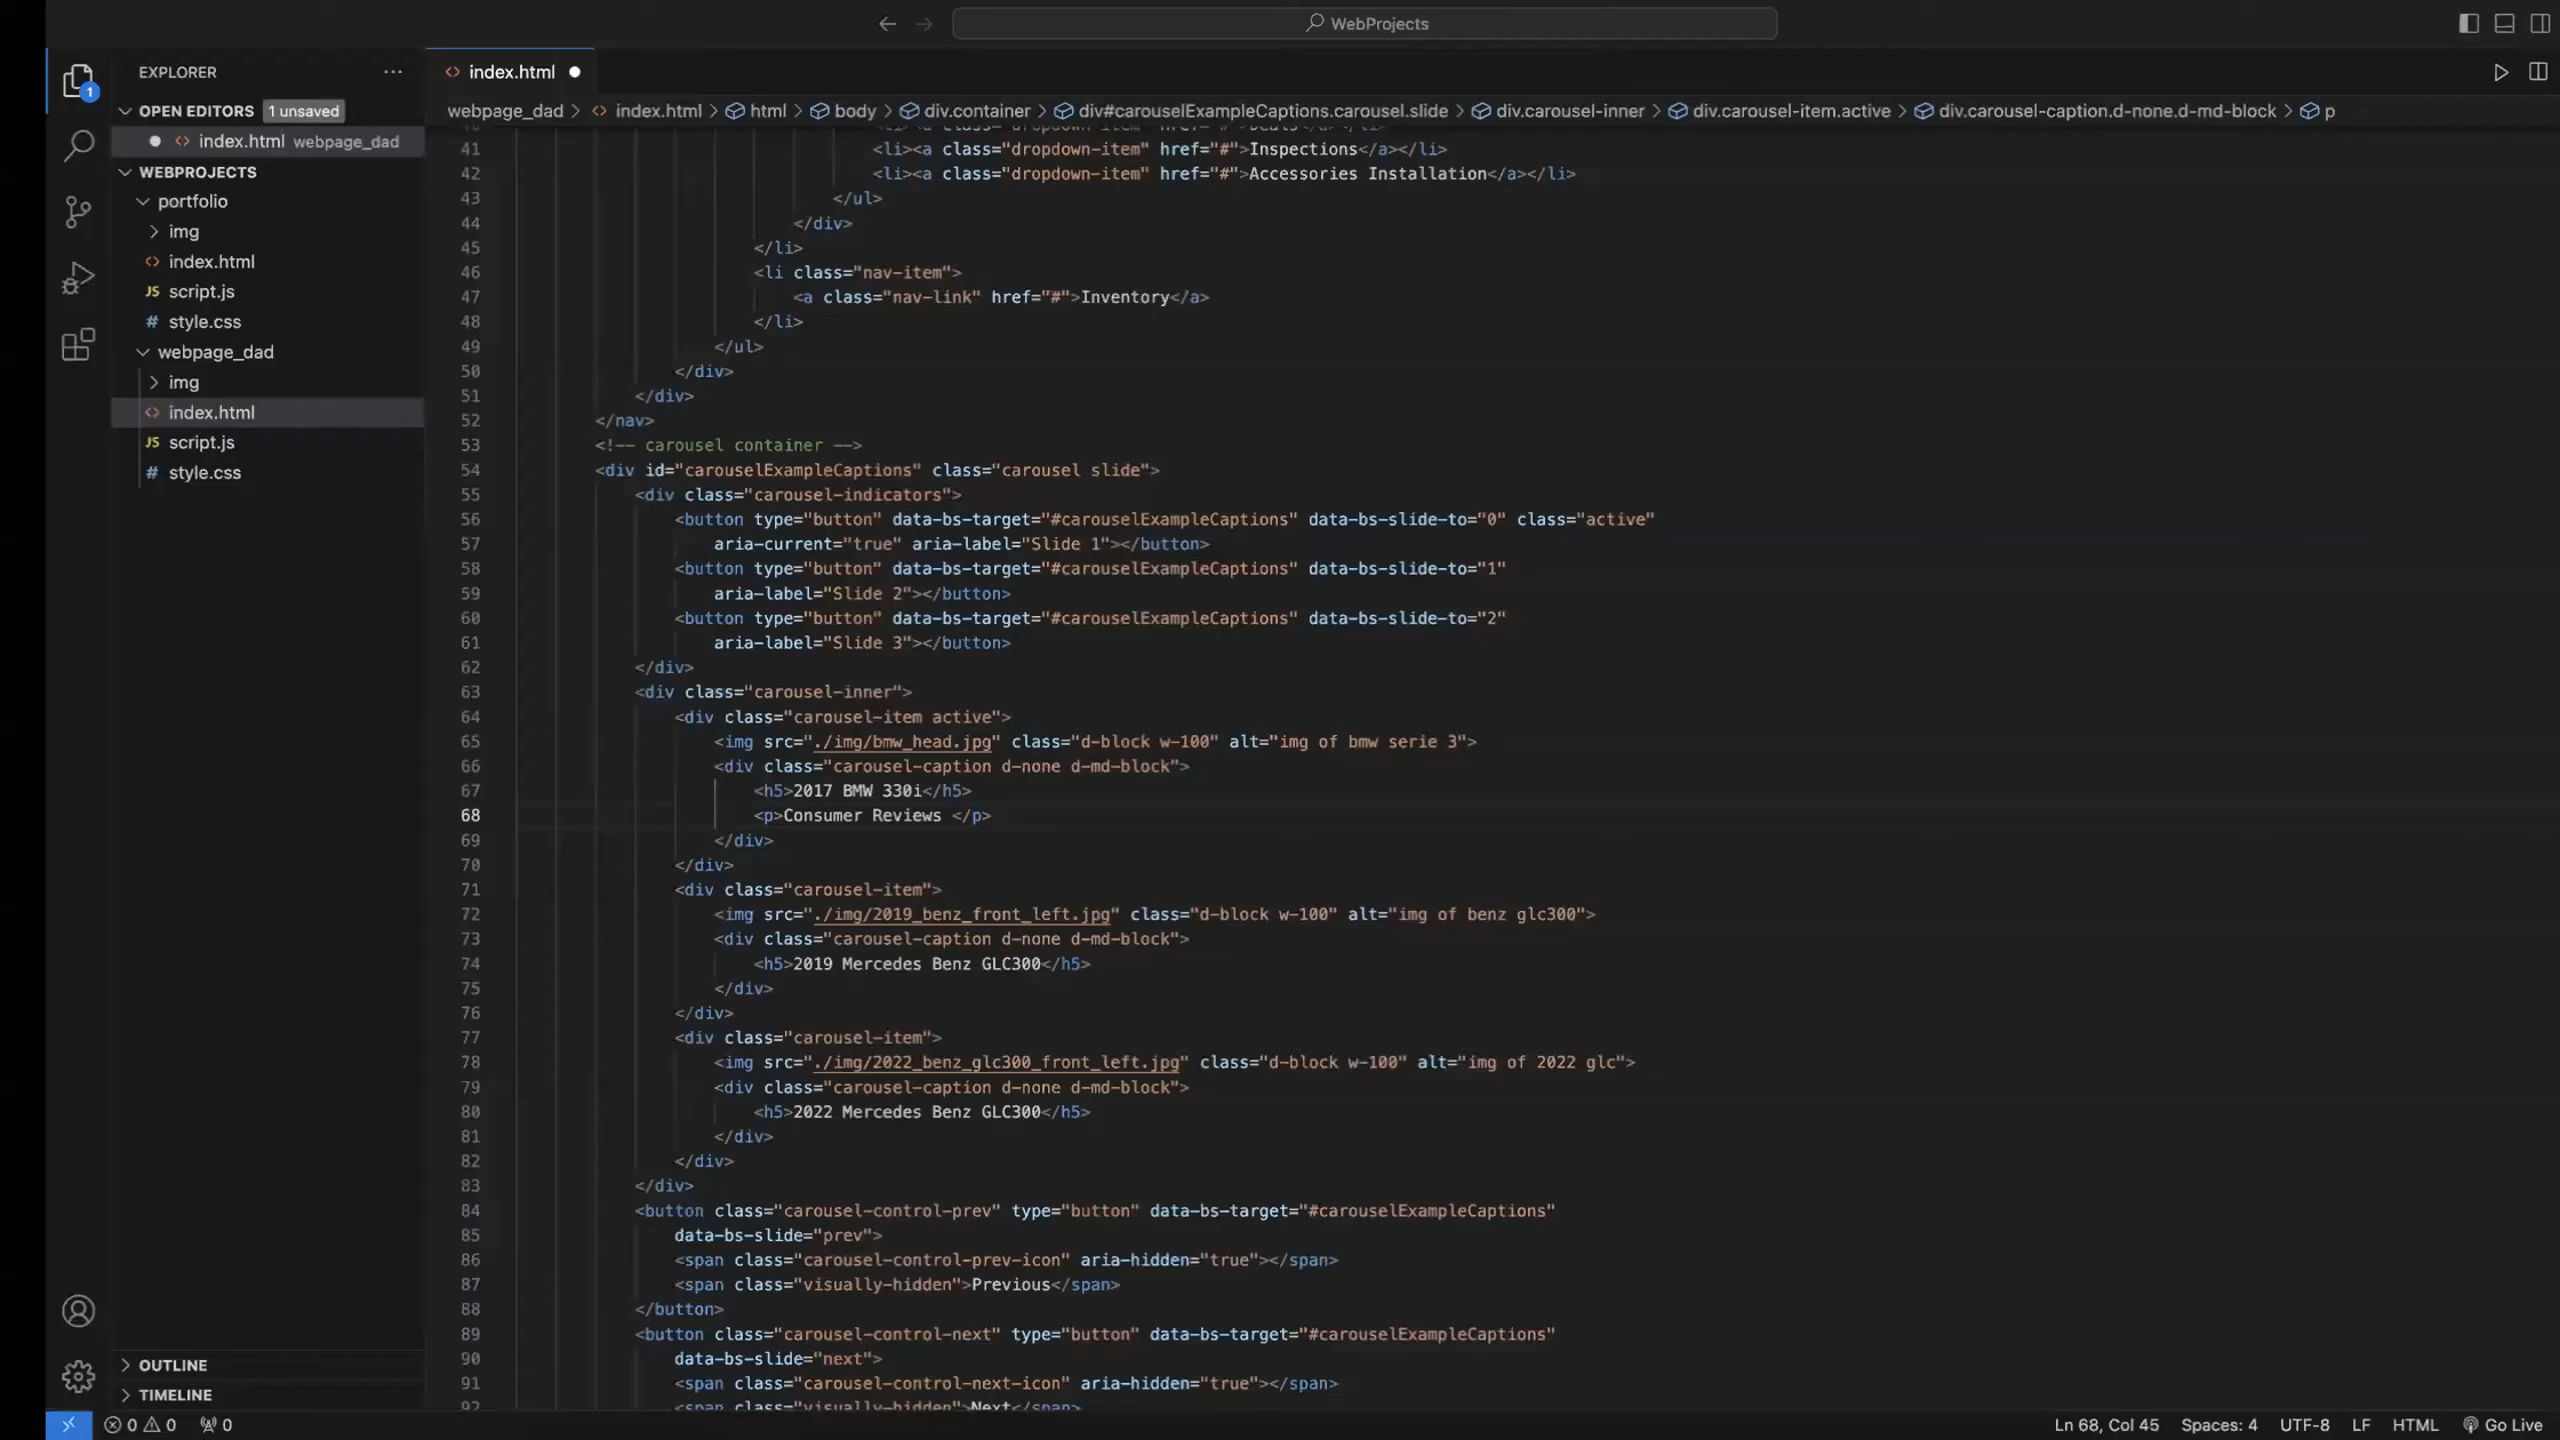 WebProjects
EXPLORER
OPEN EDITORS 1 unsaved
index.html webpage_dad
WEBPROJECTS
portfolio
img
index.html
JS script.js
# style.css
webpage_dad
img
index.html
JS script.js
# style.css
OUTLINE
TIMELINE
index.html
webpage_dad > index.html > html > body > div.container > div#carouselExampleCaptions.carousel.slide > div.carousel-inner > div.carousel-item.active > div.carousel-caption.d-none.d-md-block > p
41 <li><a class="dropdown-item" href="#">Inspections</a></li>
42 <li><a class="dropdown-item" href="#">Accessories Installation</a></li>
43 </ul>
44 </div>
45 </li>
46 <li class="nav-item">
47 <a class="nav-link" href="#">Inventory</a>
48 </li>
49 </ul>
50 </div>
51 </div>
52 </nav>
53 <!-- carousel container -->
54 <div id="carouselExampleCaptions" class="carousel slide">
55 <div class="carousel-indicators">
56 <button type="button" data-bs-target="#carouselExampleCaptions" data-bs-slide-to="0" class="active"
57 aria-current="true" aria-label="Slide 1"></button>
58 <button type="button" data-bs-target="#carouselExampleCaptions" data-bs-slide-to="1"
59 aria-label="Slide 2"></button>
60 <button type="button" data-bs-target="#carouselExampleCaptions" data-bs-slide-to="2"
61 aria-label="Slide 3"></button>
62 </div>
63 <div class="carousel-inner">
64 <div class="carousel-item active">
65 <img src="./img/bmw_head.jpg" class="d-block w-100" alt="img of bmw serie 3">
66 <div class="carousel-caption d-none d-md-block">
67 <h5>2017 BMW 330i</h5>
68 <p>Consumer Reviews </p>
69 </div>
70 </div>
71 <div class="carousel-item">
72 <img src="./img/2019_benz_front_left.jpg" class="d-block w-100" alt="img of benz glc300">
73 <div class="carousel-caption d-none d-md-block">
74 <h5>2019 Mercedes Benz GLC300</h5>
75 </div>
76 </div>
77 <div class="carousel-item">
78 <img src="./img/2022_benz_glc300_front_left.jpg" class="d-block w-100" alt="img of 2022 glc">
79 <div class="carousel-caption d-none d-md-block">
80 <h5>2022 Mercedes Benz GLC300</h5>
81 </div>
82 </div>
83 </div>
84 <button class="carousel-control-prev" type="button" data-bs-target="#carouselExampleCaptions"
85 data-bs-slide="prev">
86 <span class="carousel-control-prev-icon" aria-hidden="true"></span>
87 <span class="visually-hidden">Previous</span>
88 </button>
89 <button class="carousel-control-next" type="button" data-bs-target="#carouselExampleCaptions"
90 data-bs-slide="next">
91 <span class="carousel-control-next-icon" aria-hidden="true"></span>
92 <span class="visually-hidden">Next</span>
0 0 0 Ln 68, Col 45 Spaces: 4 UTF-8 LF HTML Go Live